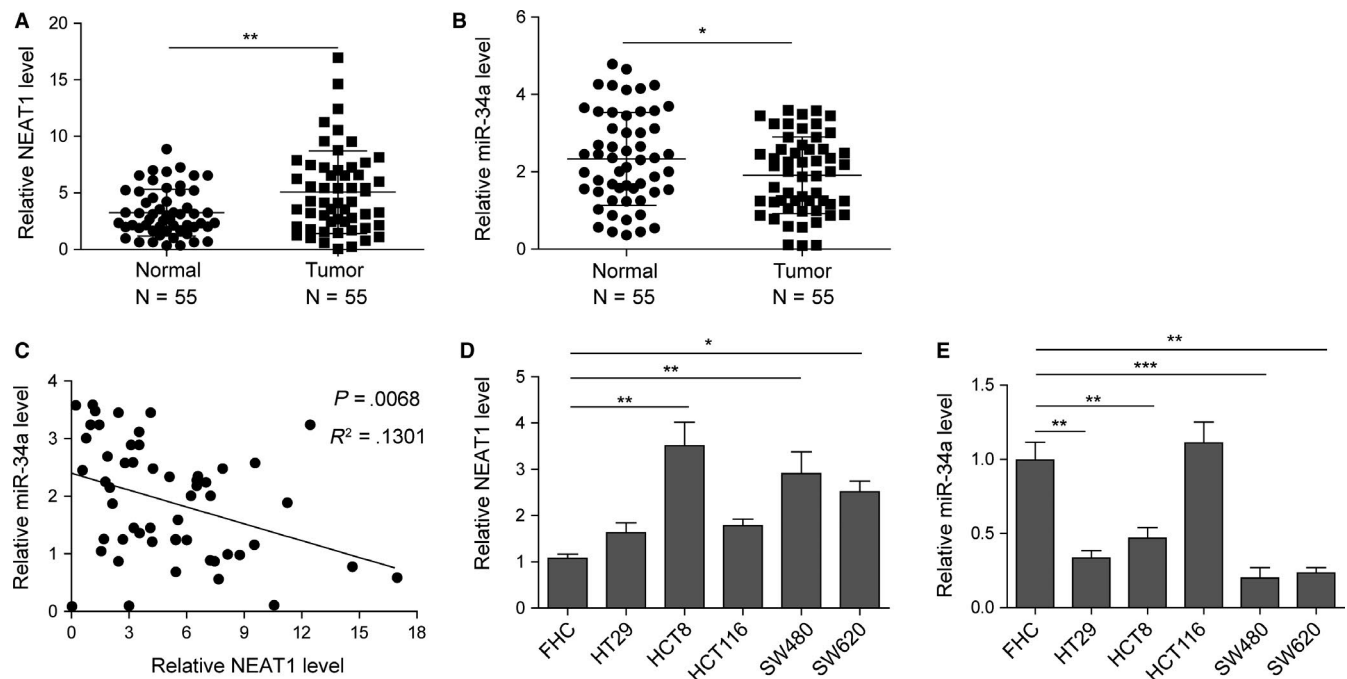 A
Relative NEAT1 level
20
15
10
5
0
**
Normal
N = 55
Tumor
N = 55
B
Relative miR-34a level
6
4
2
0
*
Normal
N = 55
Tumor
N = 55
C
Relative miR-34a level
4
3
2
1
0
P = .0068
R² = .1301
0 3 6 9 12 15 18
Relative NEAT1 level
D
Relative NEAT1 level
5
4
3
2
1
0
*
**
**
FHC
HT29
HCT8
HCT116
SW480
SW620
E
Relative miR-34a level
1.5
1.0
0.5
0.0
**
***
**
**
FHC
HT29
HCT8
HCT116
SW480
SW620